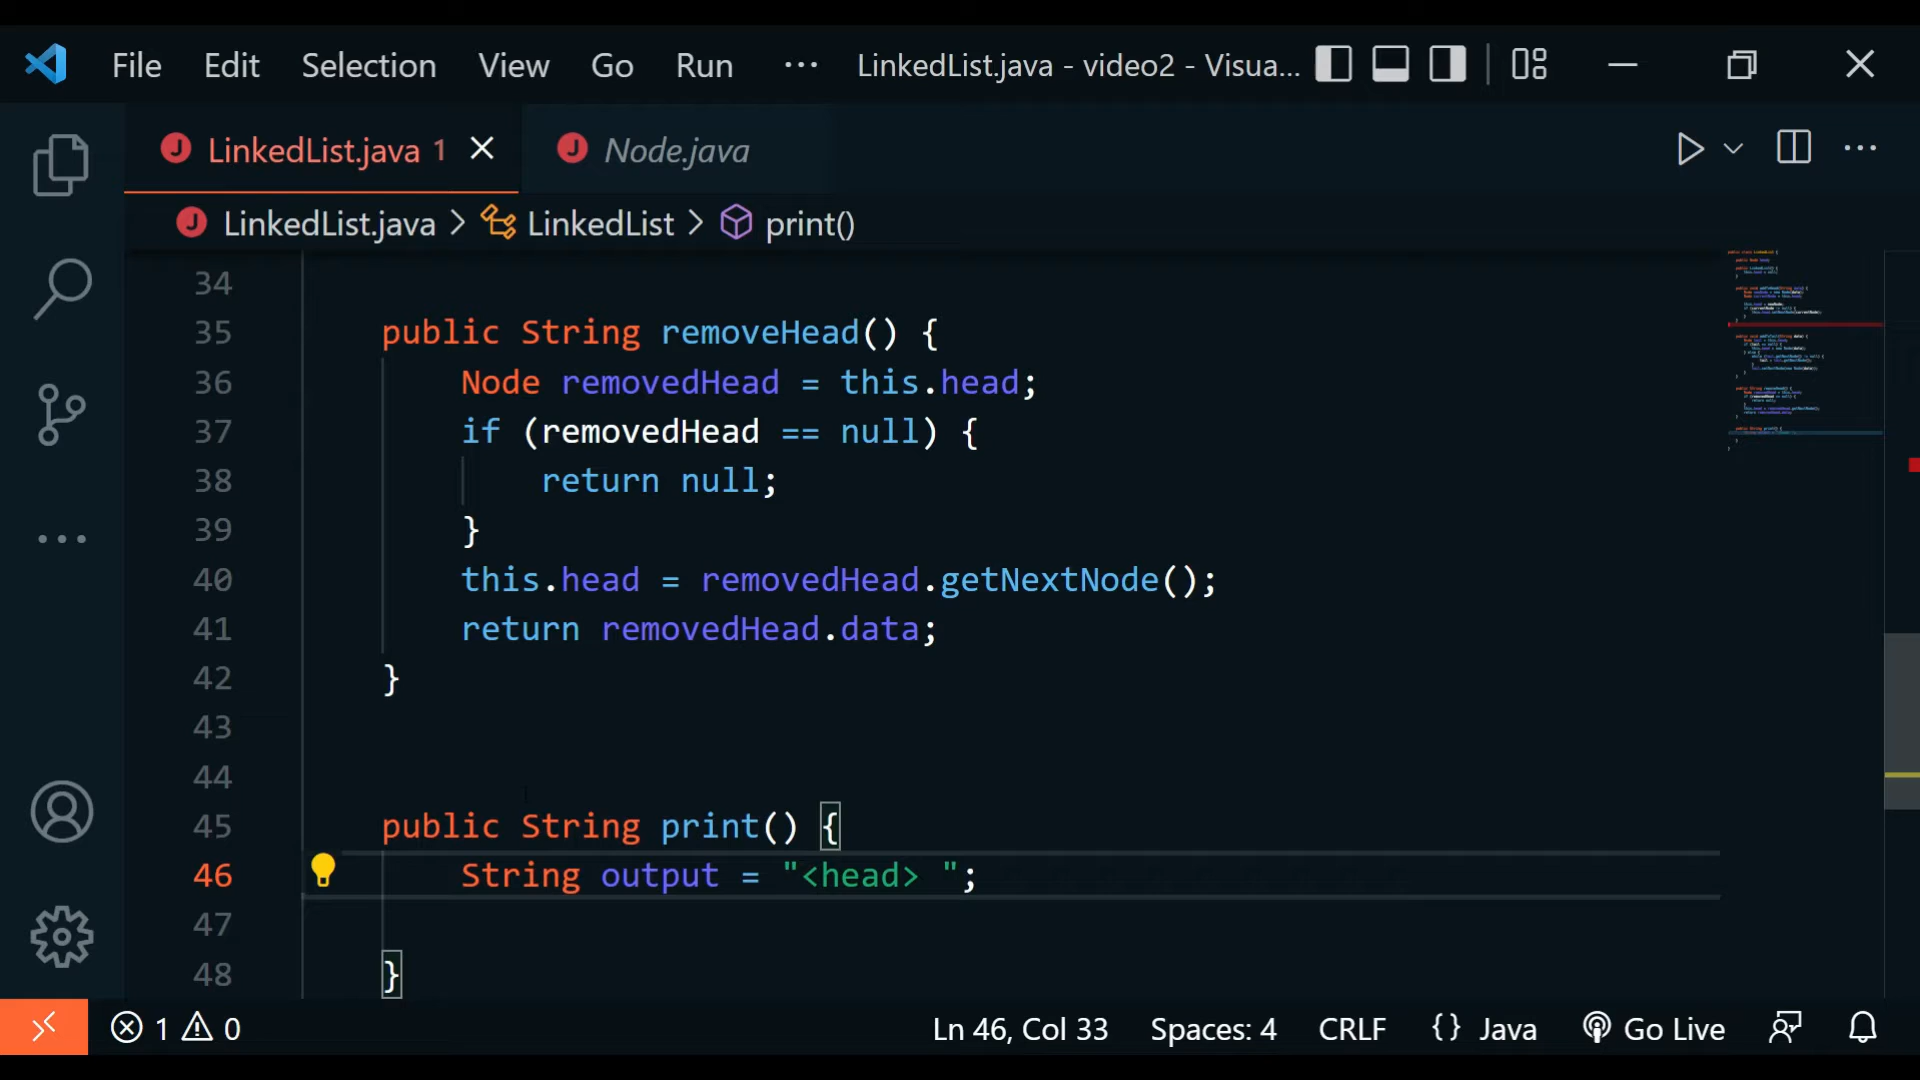 File Edit Selection View Go Run ··· LinkedList.java - video2 - Visua...
LinkedList.java 1 Node.java
LinkedList.java > LinkedList > print()
34
35 public String removeHead() {
36 Node removedHead = this.head;
37 if (removedHead == null) {
38 return null;
39 }
40 this.head = removedHead.getNextNode();
41 return removedHead.data;
42 }
43
44
45 public String print() {
46 String output = "<head> ";
47
48 }
1 0 Ln 46, Col 33 Spaces: 4 CRLF {} Java Go Live